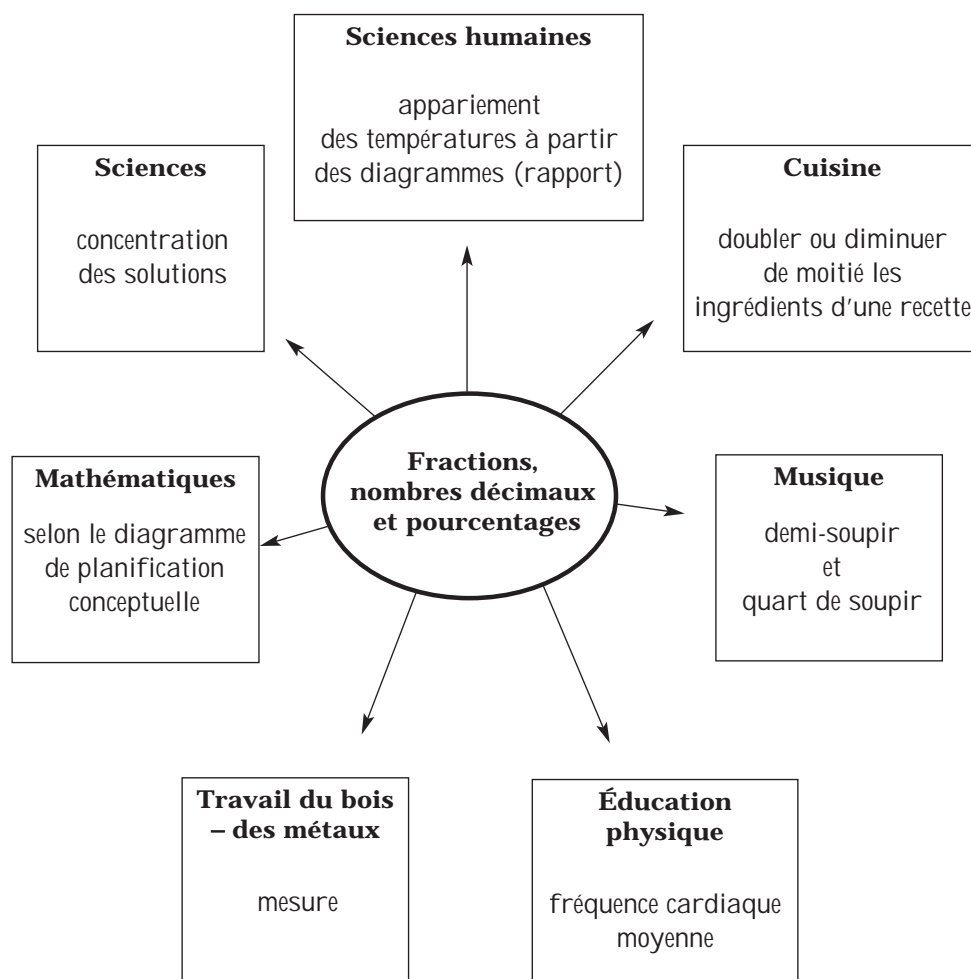 Sciences humaines
appariement
des températures à partir
des diagrammes (rapport)
Sciences
concentration
des solutions
Cuisine
doubler ou diminuer
de moitié les
ingrédients d'une recette
Fractions,
nombres décimaux
et pourcentages
Mathématiques
selon le diagramme
de planification
conceptuelle
Musique
demi-soupir
et
quart de soupir
Travail du bois
– des métaux
mesure
Éducation
physique
fréquence cardiaque
moyenne